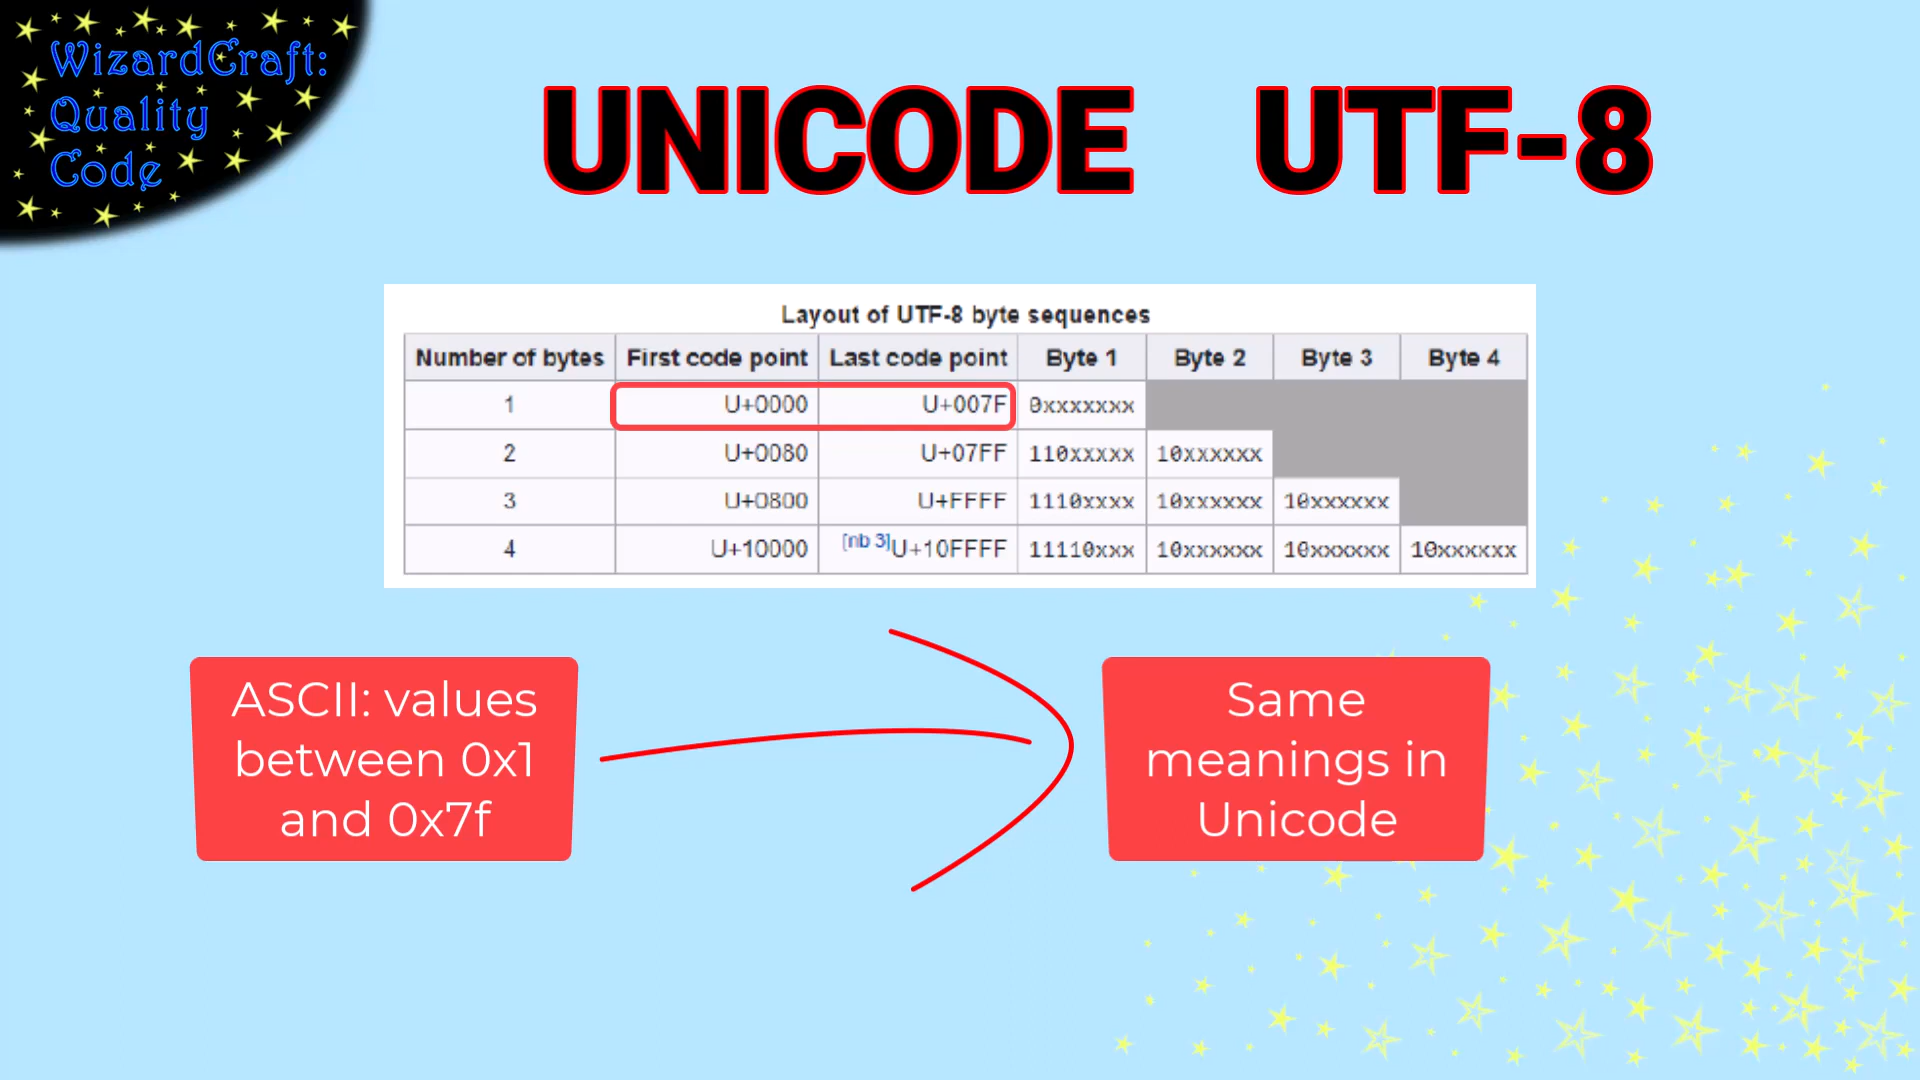 WizardCraft:
Quality
Code
UNICODE UTF-8
Layout of UTF-8 byte sequences
Number of bytes First code point Last code point Byte 1 Byte 2 Byte 3 Byte 4
1 U+0000 U+007F 0xxxxxxx
2 U+0080 U+07FF 110xxxxx 10xxxxxx
3 U+0800 U+FFFF 1110xxxx 10xxxxxx 10xxxxxx
4 U+10000 [nb 3]U+10FFFF 11110xxx 10xxxxxx 10xxxxxx 10xxxxxx
ASCII: values
between 0x1
and 0x7f
Same
meanings in
Unicode